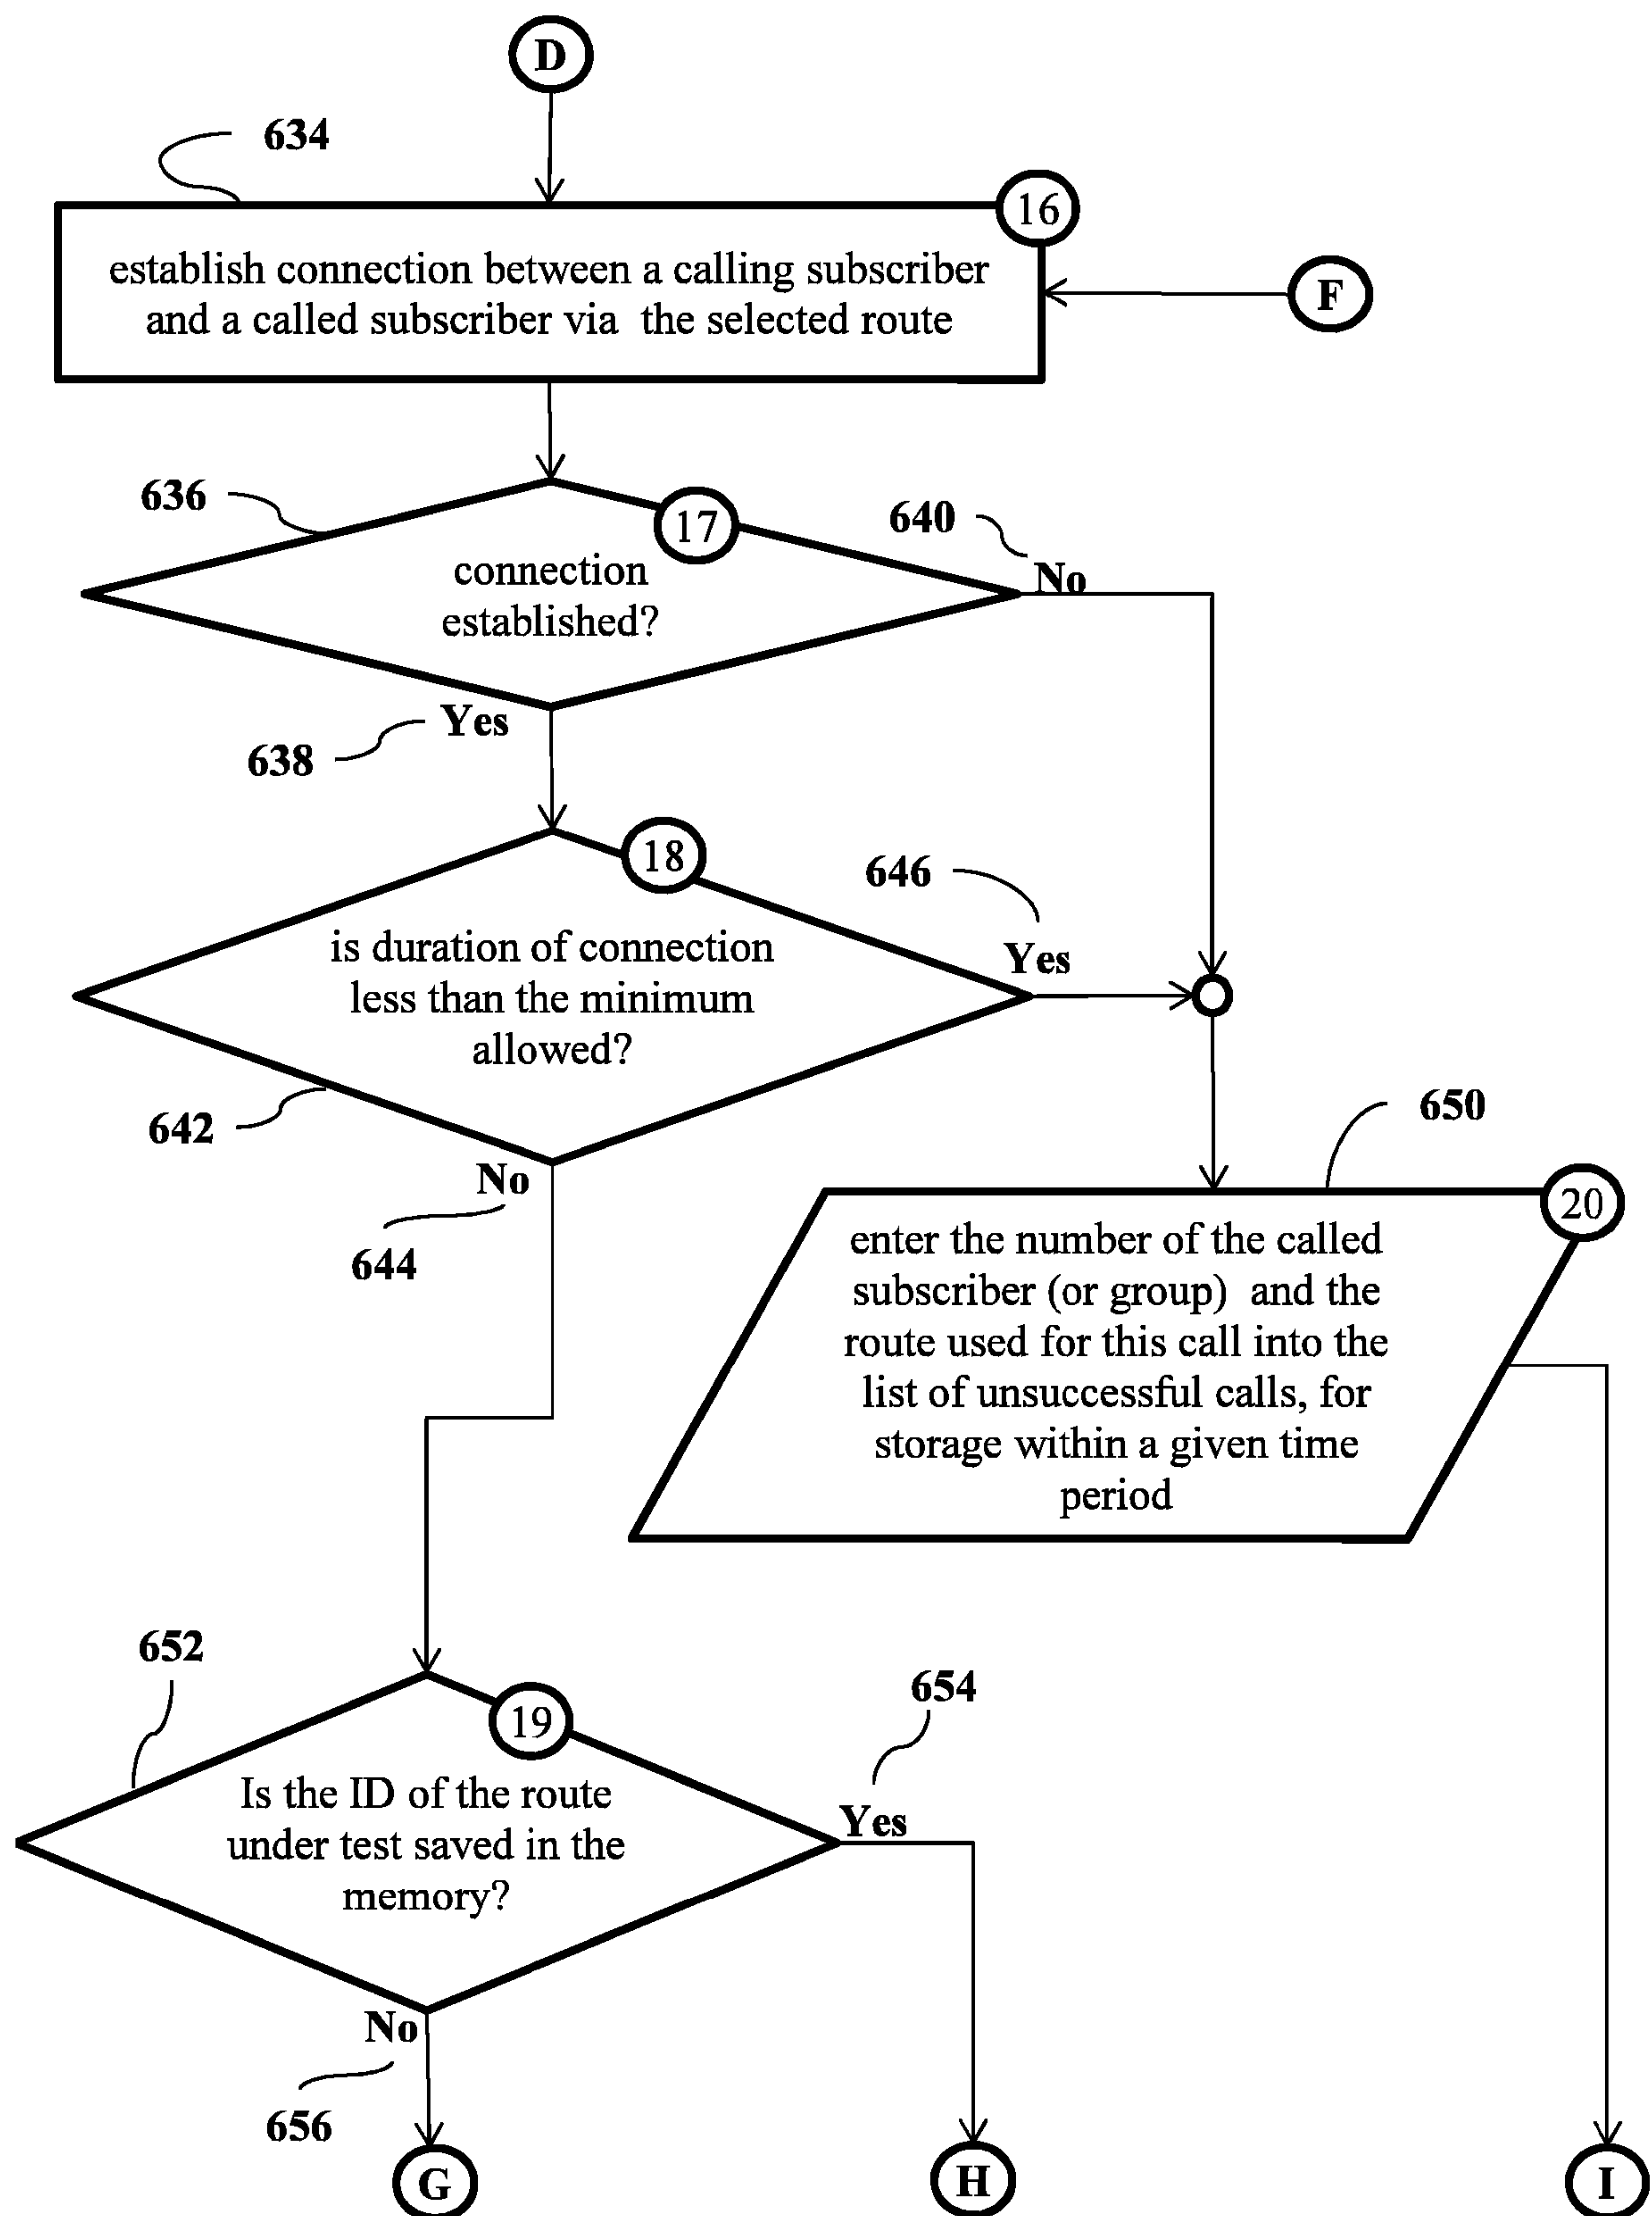 D
634
16
establish connection between a calling subscriber
and a called subscriber via the selected route
F
636
17
640
No
connection
established?
Yes
638
18
646
is duration of connection
less than the minimum
allowed?
Yes
642
No
644
650
20
enter the number of the called
subscriber (or group) and the
route used for this call into the
list of unsuccessful calls, for
storage within a given time
period
652
19
654
Is the ID of the route
under test saved in the
memory?
Yes
No
656
G
H
I